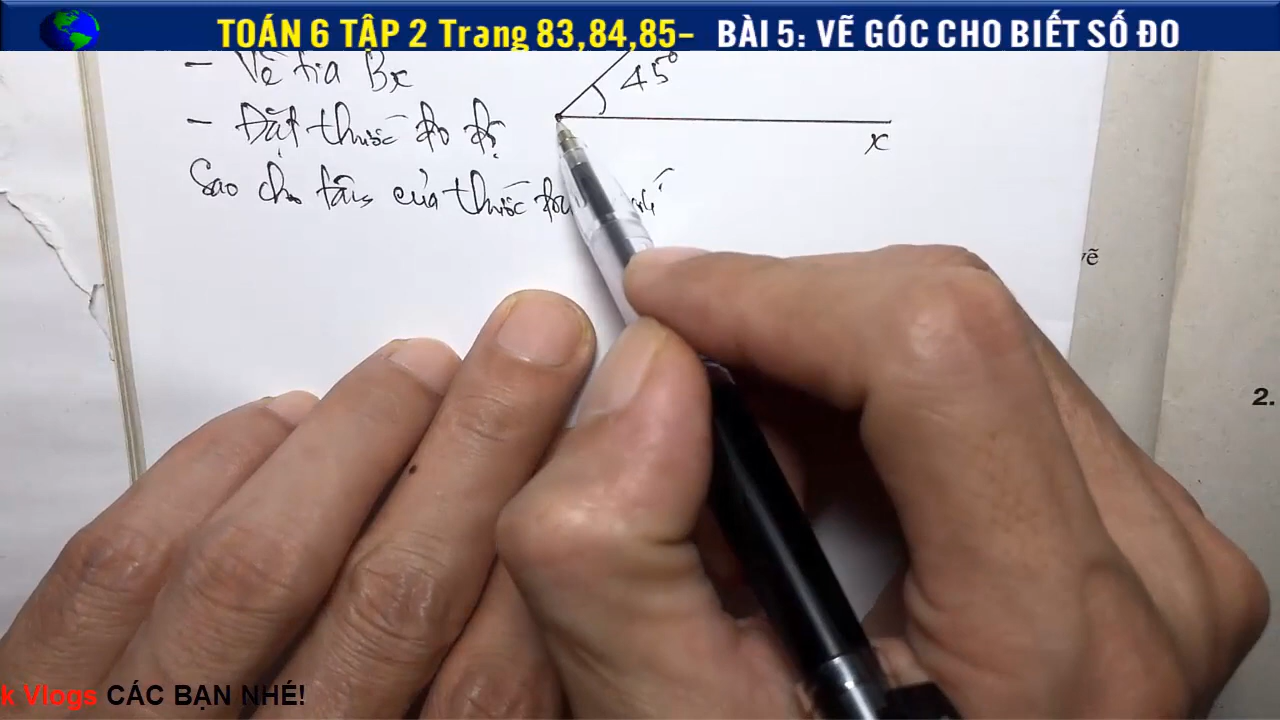 TOÁN 6 TẬP 2 Trang 83,84,85- BÀI 5: VẼ GÓC CHO BIẾT SỐ ĐO
- Vẽ tia Bx
45°
- Đặt thước đo độ
x
Sao cho tâm của thước
vẽ
2.
k Vlogs CÁC BẠN NHÉ!